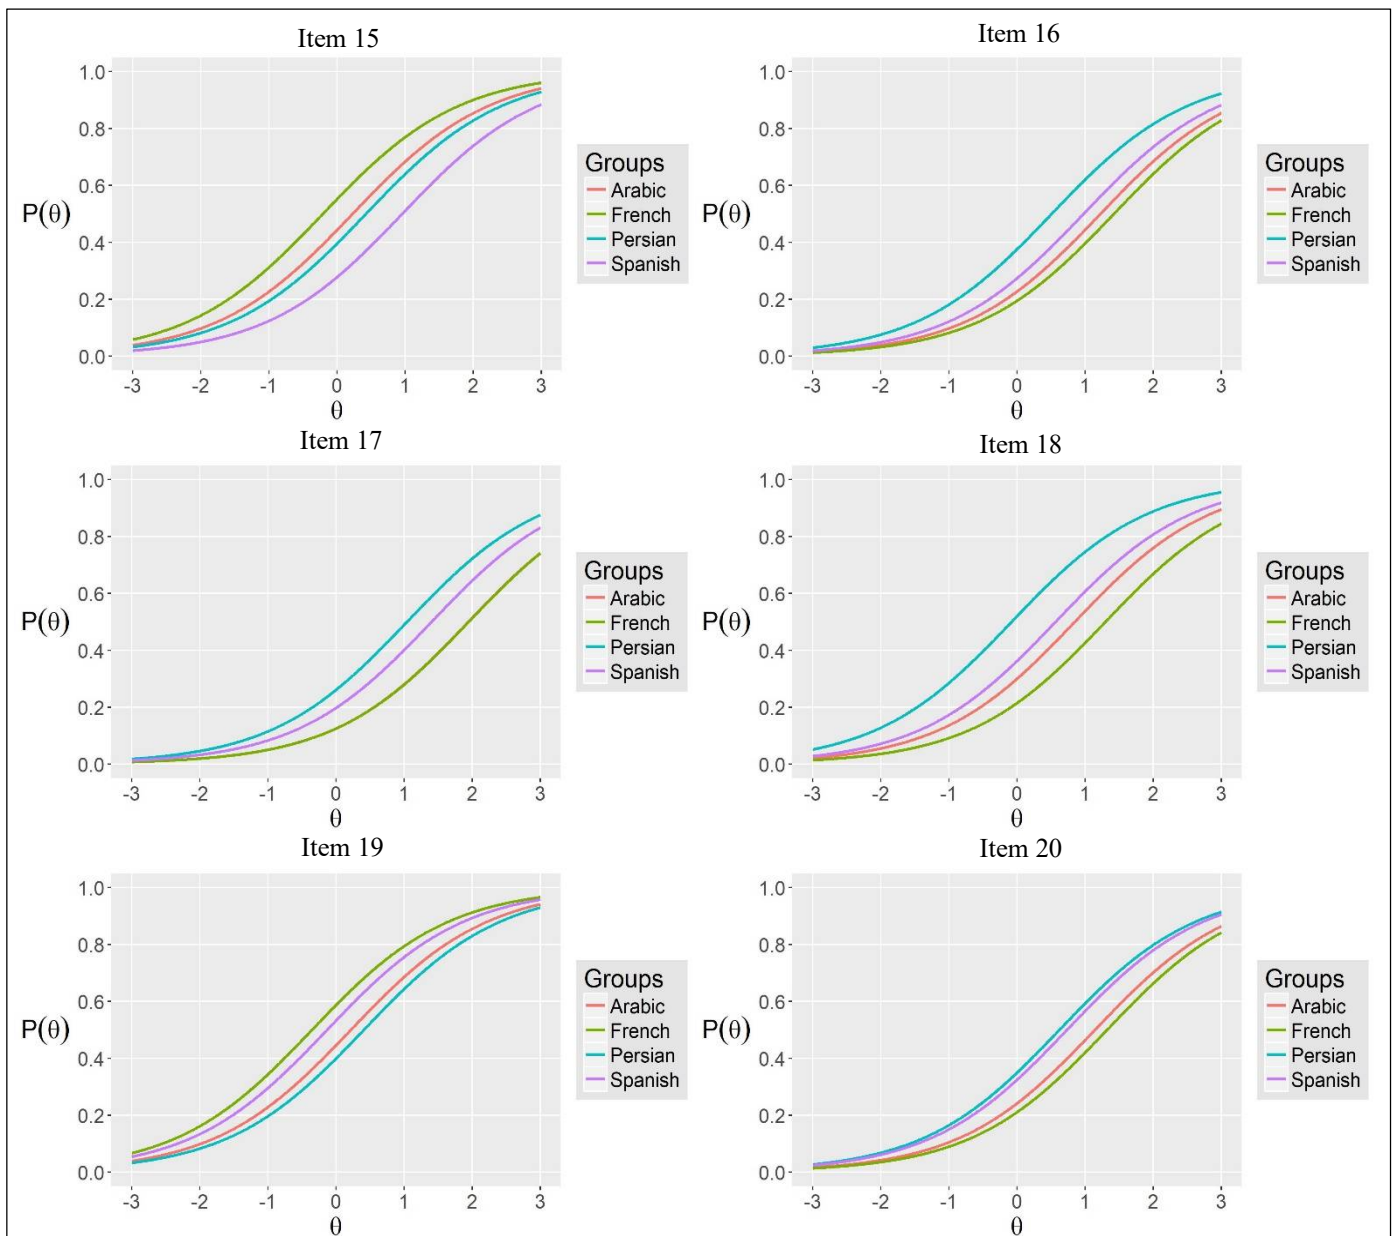 Item 15
1.0
0.8
0.6
P(θ)
0.4
0.2
0.0
-3 -2 -1 0 1 2 3
θ
Groups
Arabic
French
Persian
Spanish
Item 16
1.0
0.8
0.6
P(θ)
0.4
0.2
0.0
-3 -2 -1 0 1 2 3
θ
Groups
Arabic
French
Persian
Spanish
Item 17
1.0
0.8
0.6
P(θ)
0.4
0.2
0.0
-3 -2 -1 0 1 2 3
θ
Groups
Arabic
French
Persian
Spanish
Item 18
1.0
0.8
0.6
P(θ)
0.4
0.2
0.0
-3 -2 -1 0 1 2 3
θ
Groups
Arabic
French
Persian
Spanish
Item 19
1.0
0.8
0.6
P(θ)
0.4
0.2
0.0
-3 -2 -1 0 1 2 3
θ
Groups
Arabic
French
Persian
Spanish
Item 20
1.0
0.8
0.6
P(θ)
0.4
0.2
0.0
-3 -2 -1 0 1 2 3
θ
Groups
Arabic
French
Persian
Spanish